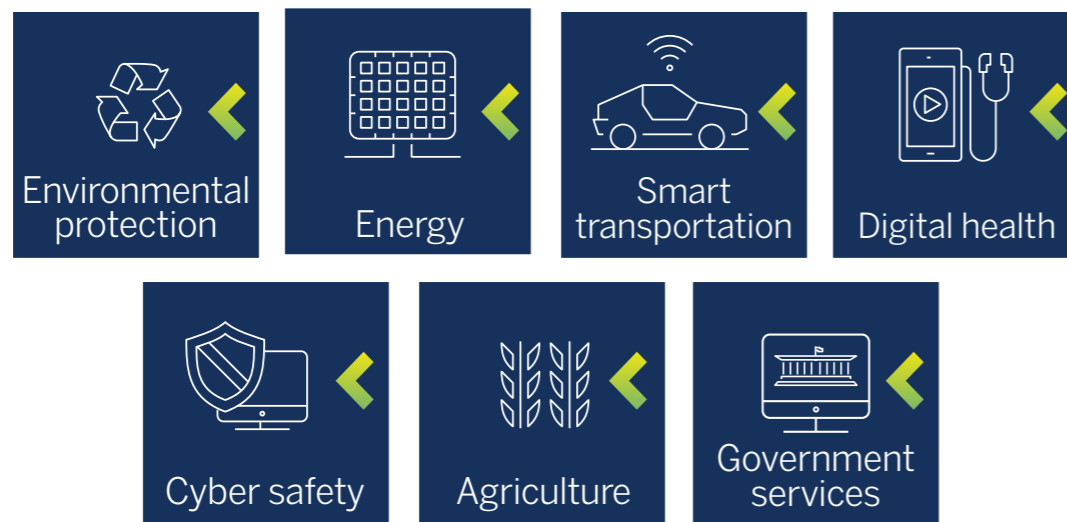 Environmental
protection
Energy
Smart
transportation
Digital health
Cyber safety
Agriculture
Government
services